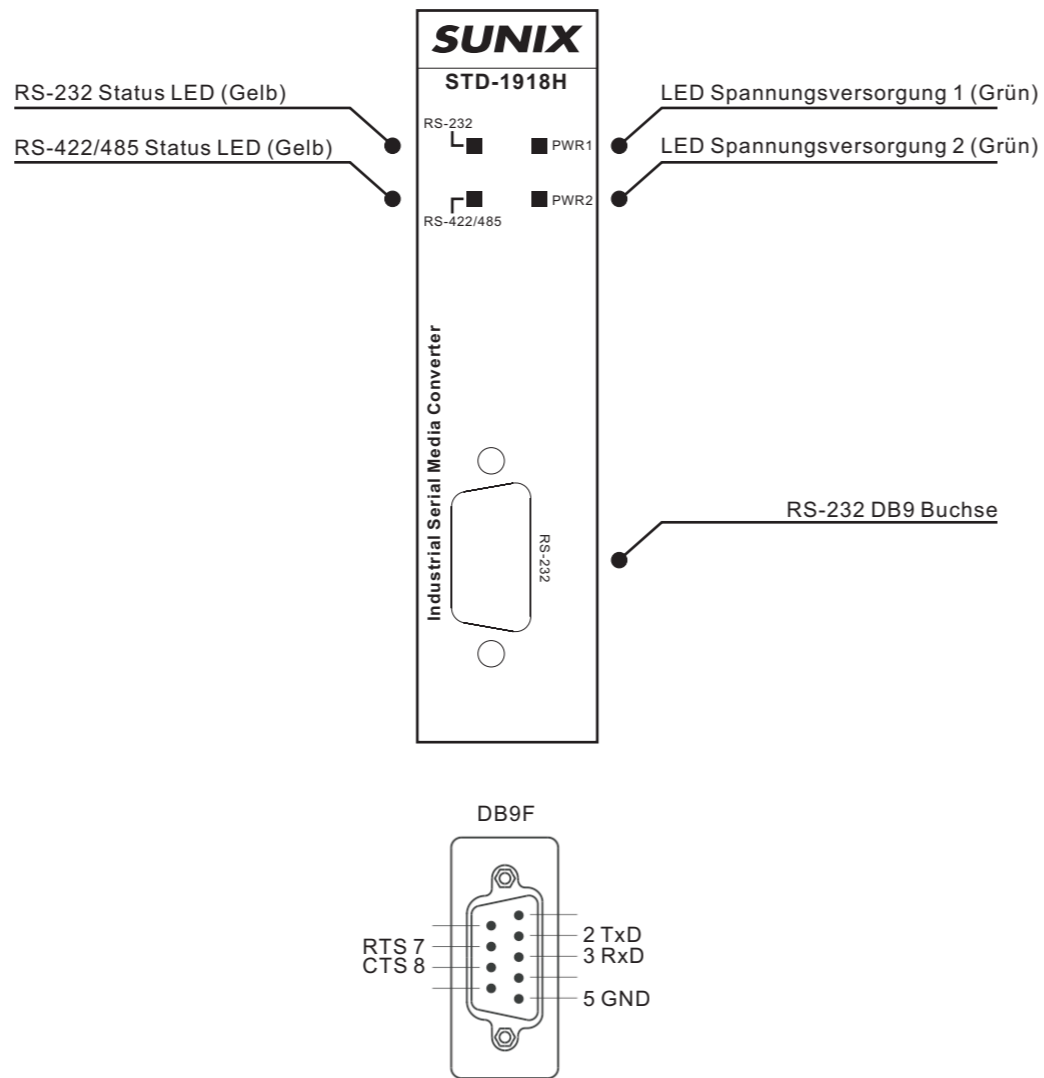 SUNIX
STD-1918H
RS-232 Status LED (Gelb)
RS-422/485 Status LED (Gelb)
RS-232
PWR1
PWR2
RS-422/485
LED Spannungsversorgung 1 (Grün)
LED Spannungsversorgung 2 (Grün)
Industrial Serial Media Converter
RS-232
RS-232 DB9 Buchse
DB9F
RTS 7
CTS 8
2 TxD
3 RxD
5 GND